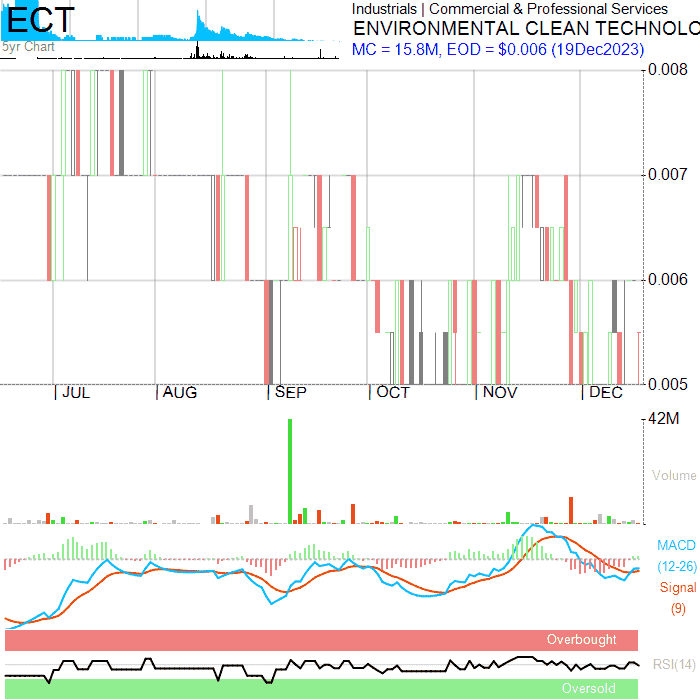 ECT
5yr Chart
Industrials | Commercial & Professional Services
ENVIRONMENTAL CLEAN TECHNOLO
MC = 15.8M, EOD = $0.006 (19Dec2023)
0.008
0.007
0.006
0.005
JUL AUG SEP OCT NOV DEC
42M
Volume
MACD
(12-26)
Signal
(9)
Overbought
RSI(14)
Oversold